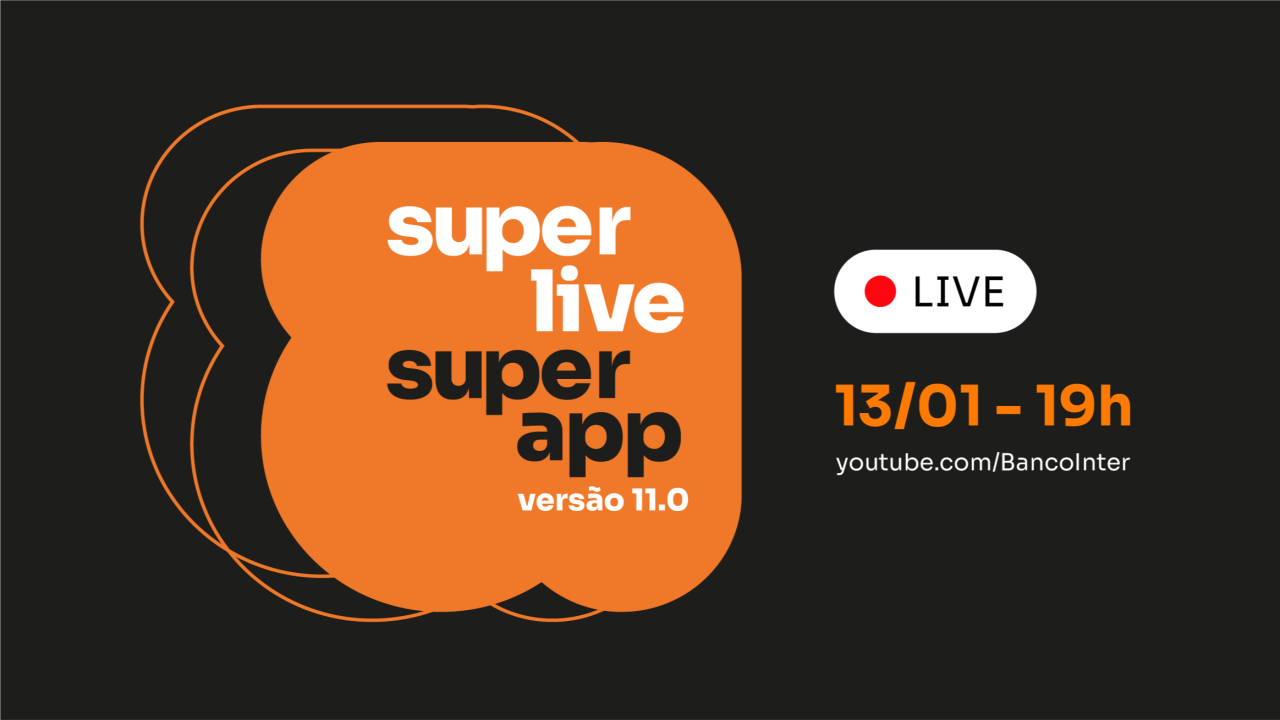 super
live
super
app
versão 11.0
LIVE
13/01 - 19h
youtube.com/BancoInter